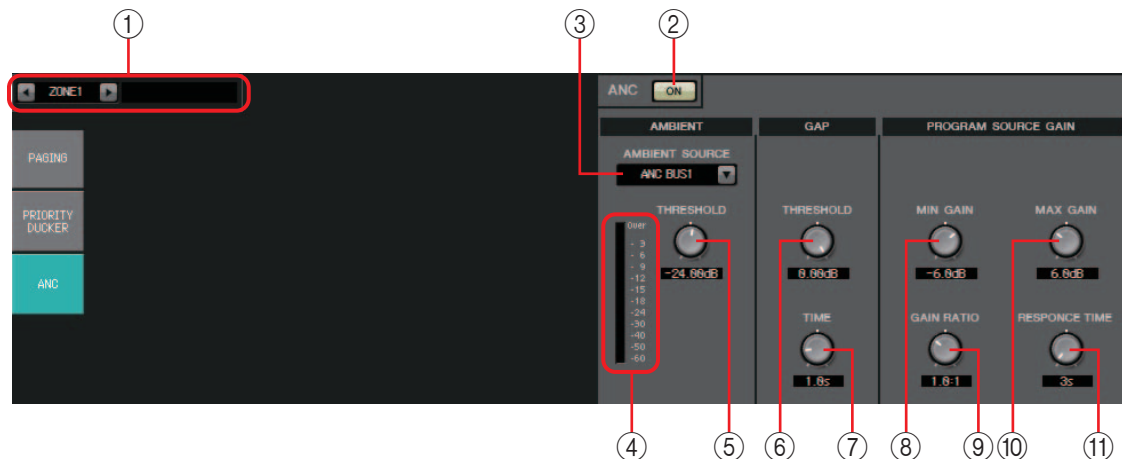 ① ③ ②
ZONE1
ANC ON
AMBIENT GAP PROGRAM SOURCE GAIN
PAGING
AMBIENT SOURCE
ANC BUS1
PRIORITY
DUCKER
THRESHOLD THRESHOLD MIN GAIN MAX GAIN
Over
- 3
- 6
- 9
-12
-15
-18
-24
-30
-40
-50
-60
-24.00dB 0.00dB -6.0dB 6.0dB
ANC
TIME GAIN RATIO RESPONCE TIME
1.0s 1.0:1 3s
④ ⑤ ⑥ ⑦ ⑧ ⑨ ⑩ ⑪